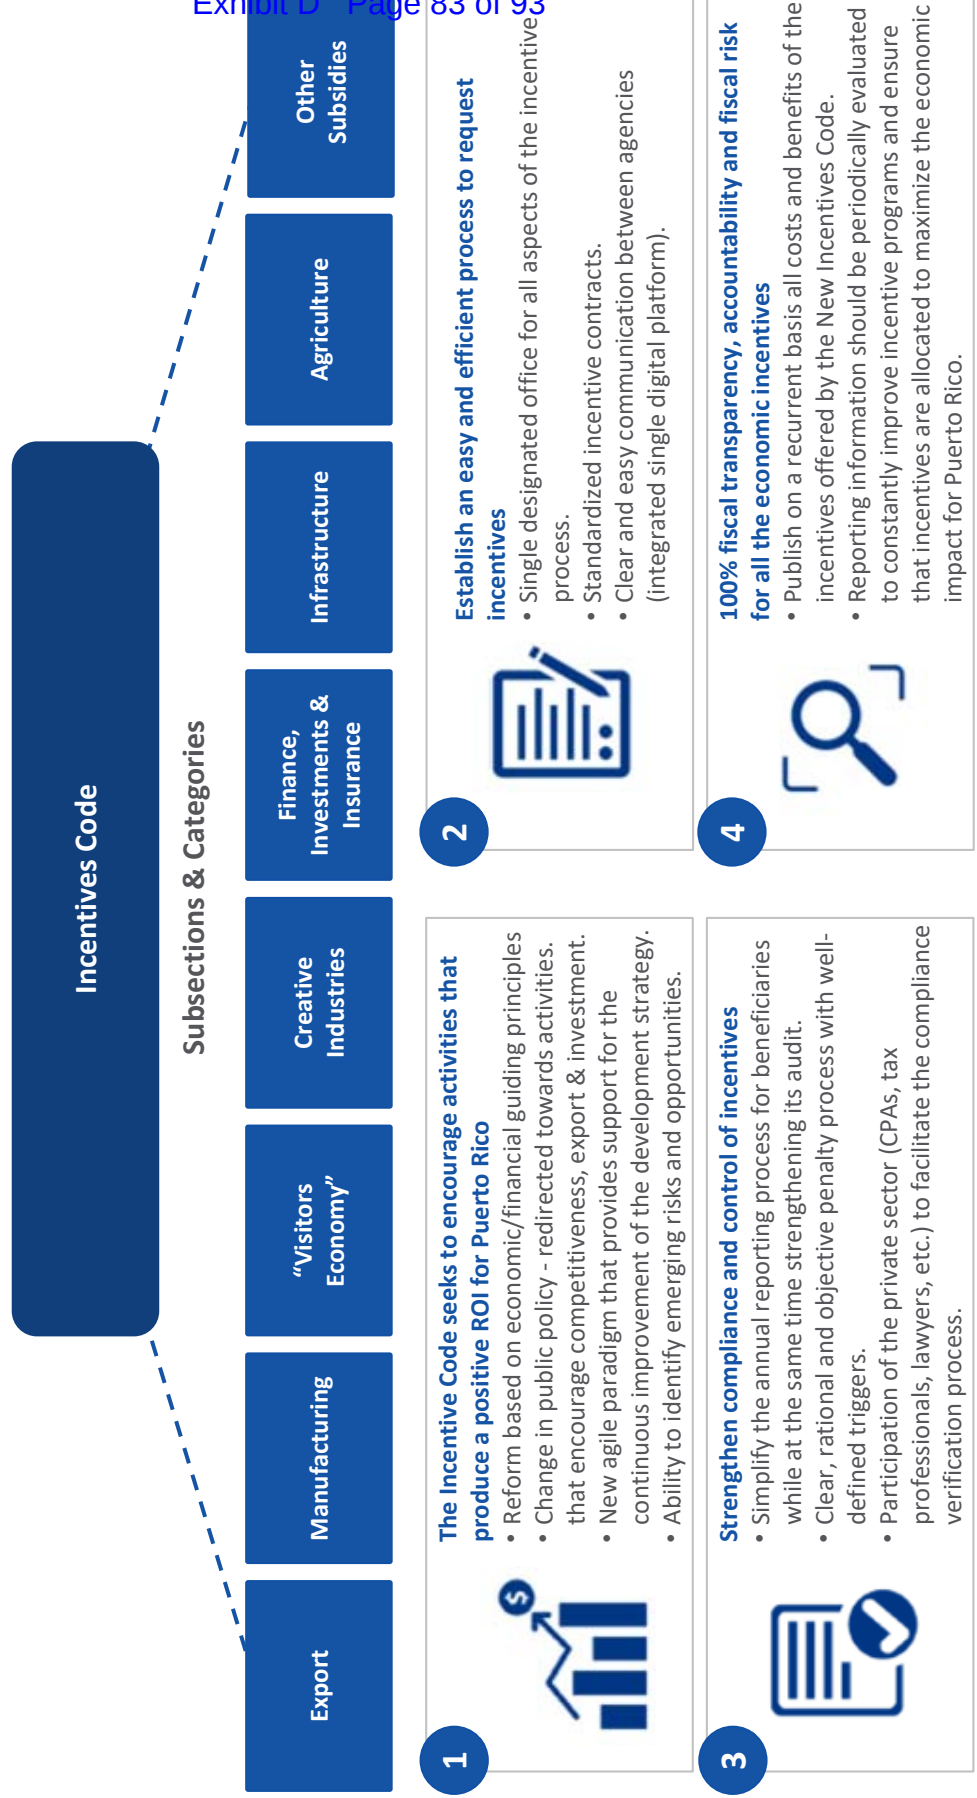 Exhibit D Page 83 of 93
Incentives Code
Subsections & Categories
Export
Manufacturing
“Visitors
Economy”
Creative
Industries
Finance,
Investments &
Insurance
Infrastructure
Agriculture
Other
Subsidies
1
The Incentive Code seeks to encourage activities that
produce a positive ROI for Puerto Rico
• Reform based on economic/financial guiding principles
• Change in public policy - redirected towards activities.
that encourage competitiveness, export & investment.
• New agile paradigm that provides support for the
continuous improvement of the development strategy.
• Ability to identify emerging risks and opportunities.
2
Establish an easy and efficient process to request
incentives
• Single designated office for all aspects of the incentive
process.
• Standardized incentive contracts.
• Clear and easy communication between agencies
(integrated single digital platform).
3
Strengthen compliance and control of incentives
• Simplify the annual reporting process for beneficiaries
while at the same time strengthening its audit.
• Clear, rational and objective penalty process with well-
defined triggers.
• Participation of the private sector (CPAs, tax
professionals, lawyers, etc.) to facilitate the compliance
verification process.
4
100% fiscal transparency, accountability and fiscal risk
for all the economic incentives
• Publish on a recurrent basis all costs and benefits of the
incentives offered by the New Incentives Code.
• Reporting information should be periodically evaluated
to constantly improve incentive programs and ensure
that incentives are allocated to maximize the economic
impact for Puerto Rico.
$